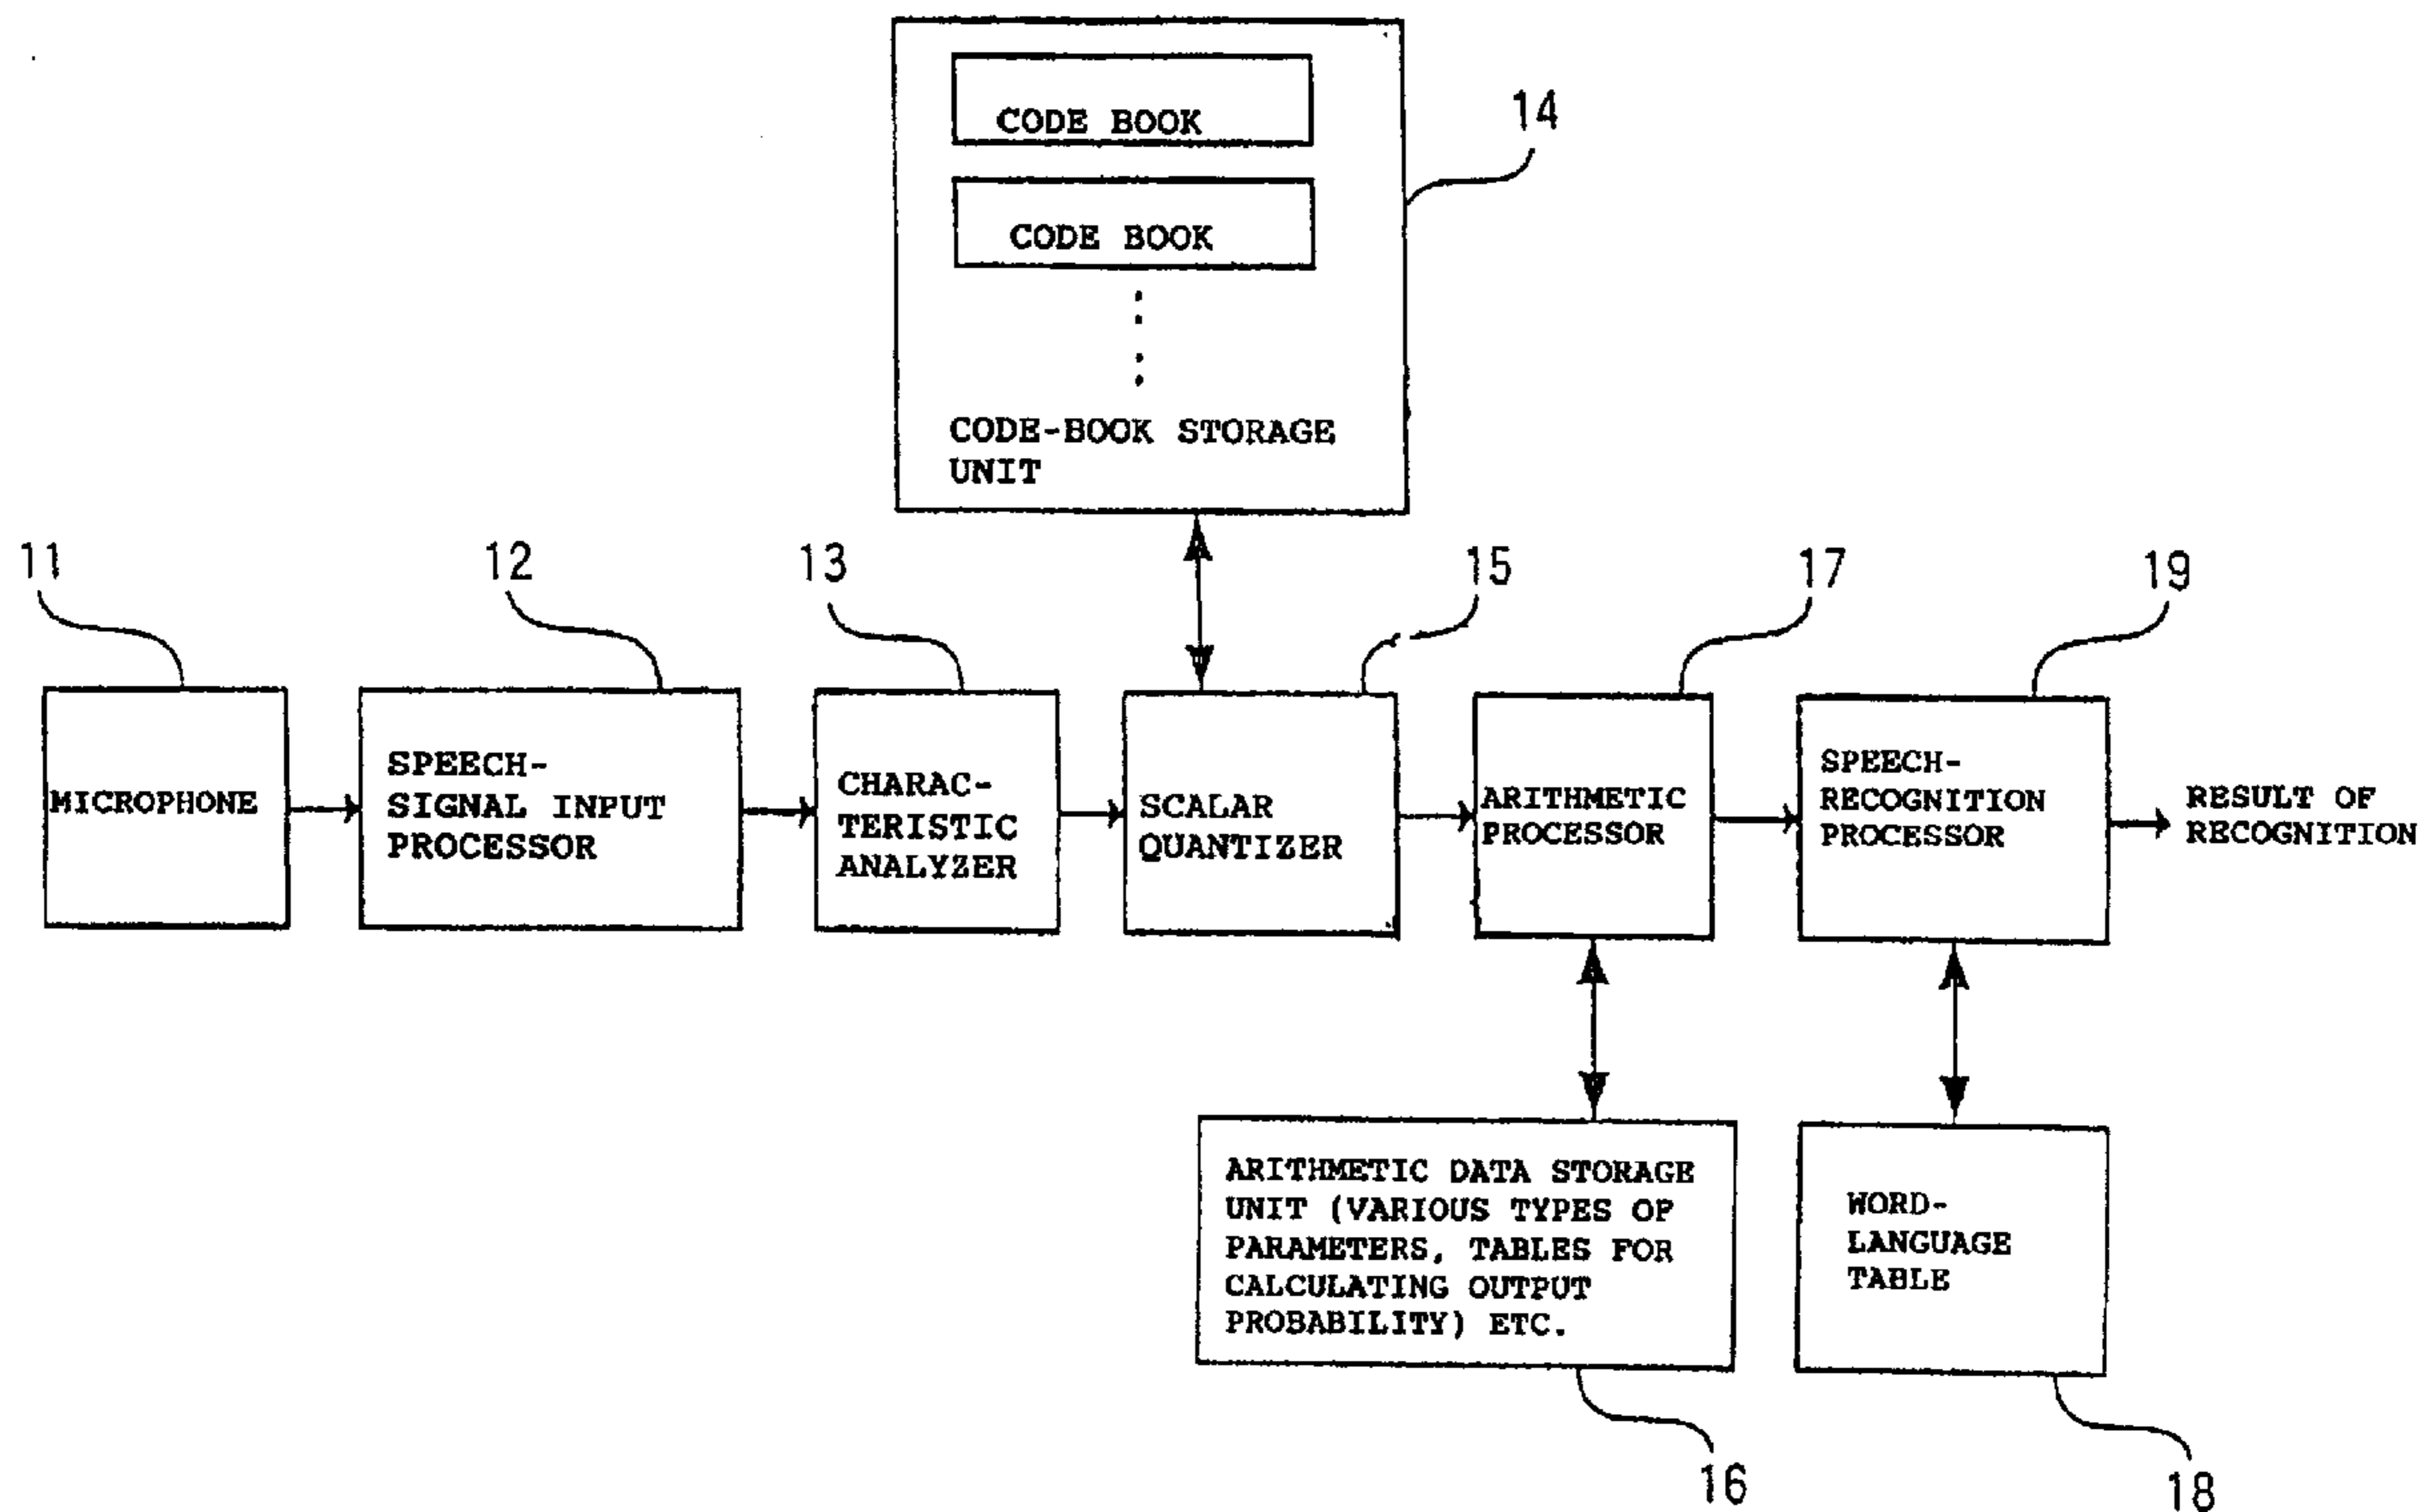 CODE BOOK
CODE BOOK
CODE-BOOK STORAGE
UNIT
14
11
12
13
15
17
19
MICROPHONE
SPEECH-
SIGNAL INPUT
PROCESSOR
CHARAC-
TERISTIC
ANALYZER
SCALAR
QUANTIZER
ARITHMETIC
PROCESSOR
SPEECH-
RECOGNITION
PROCESSOR
RESULT OF
RECOGNITION
ARITHMETIC DATA STORAGE
UNIT (VARIOUS TYPES OF
PARAMETERS, TABLES FOR
CALCULATING OUTPUT
PROBABILITY) ETC.
WORD-
LANGUAGE
TABLE
16
18